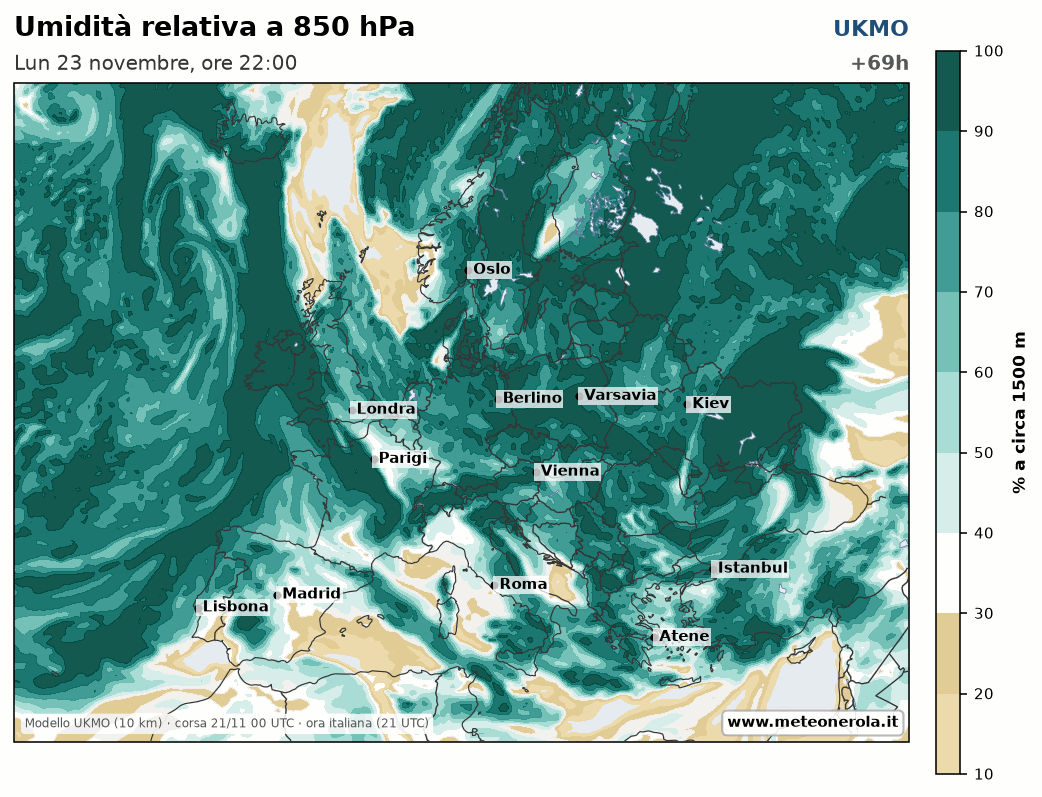 Umidità relativa a 850 hPa
UKMO
Lun 23 novembre, ore 22:00
+69h
100
90
80
70
60
50
40
30
20
10
% a circa 1500 m
Oslo
Berlino
Varsavia
Kiev
Londra
Parigi
Vienna
Istanbul
Roma
Madrid
Lisbona
Atene
Modello UKMO (10 km) · corsa 21/11 00 UTC · ora italiana (21 UTC)
www.meteonerola.it